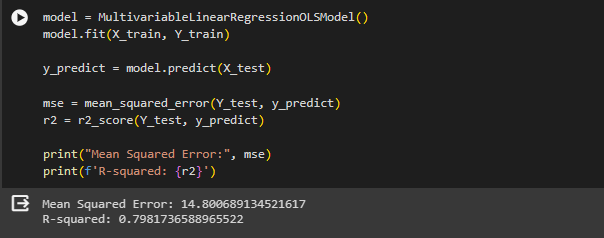 model = MultivariableLinearRegressionOLSModel()
model.fit(X_train, Y_train)
y_predict = model.predict(X_test)
mse = mean_squared_error(Y_test, y_predict)
r2 = r2_score(Y_test, y_predict)
print("Mean Squared Error:", mse)
print(f'R-squared: {r2}')
Mean Squared Error: 14.800689134521617
R-squared: 0.7981736588965522